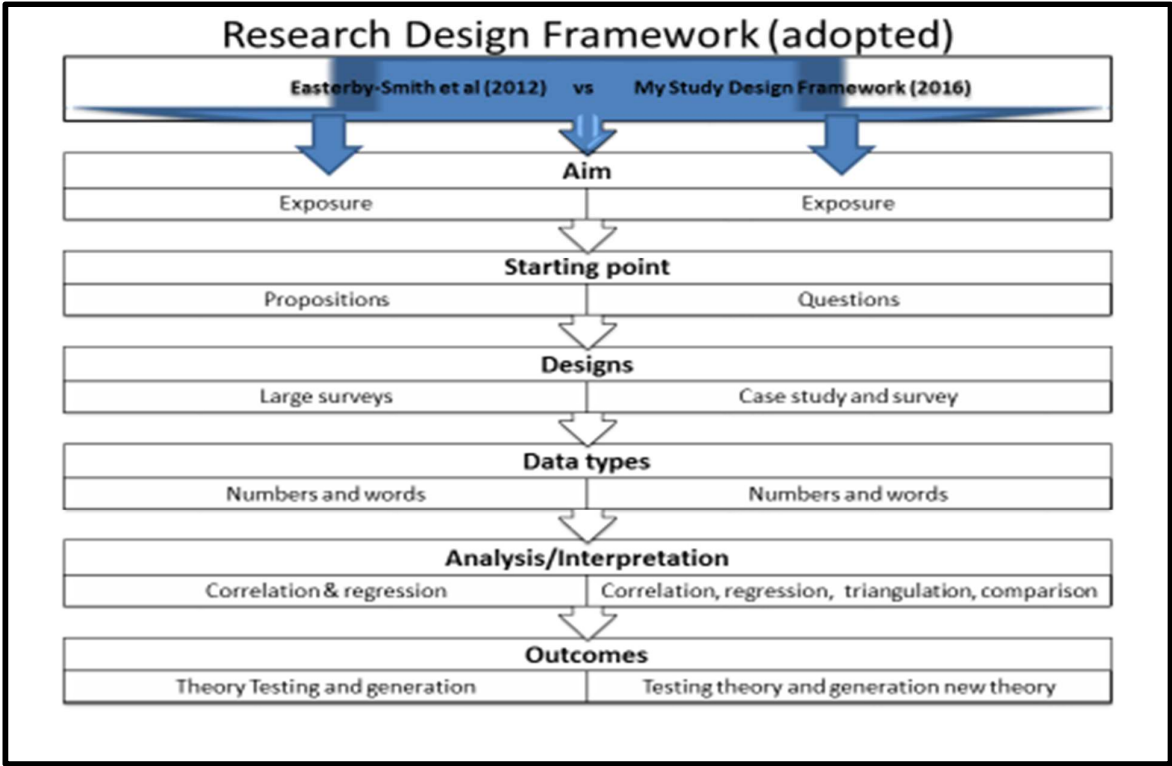 Research Design Framework (adopted)
Easterby-Smith et al (2012) vs My Study Design Framework (2016)
Aim
Exposure Exposure
Starting point
Propositions Questions
Designs
Large surveys Case study and survey
Data types
Numbers and words Numbers and words
Analysis/Interpretation
Correlation & regression Correlation, regression, triangulation, comparison
Outcomes
Theory Testing and generation Testing theory and generation new theory